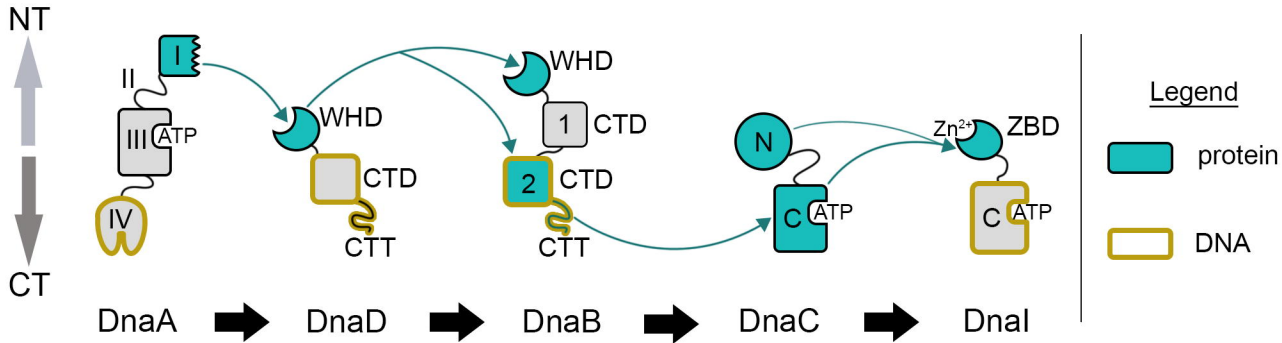 NT
CT
I
II
III
ATP
IV
DnaA
WHD
CTD
CTT
DnaD
WHD
1
CTD
2
CTD
CTT
DnaB
N
C
ATP
DnaC
Zn²⁺
ZBD
C
ATP
DnaI
Legend
protein
DNA